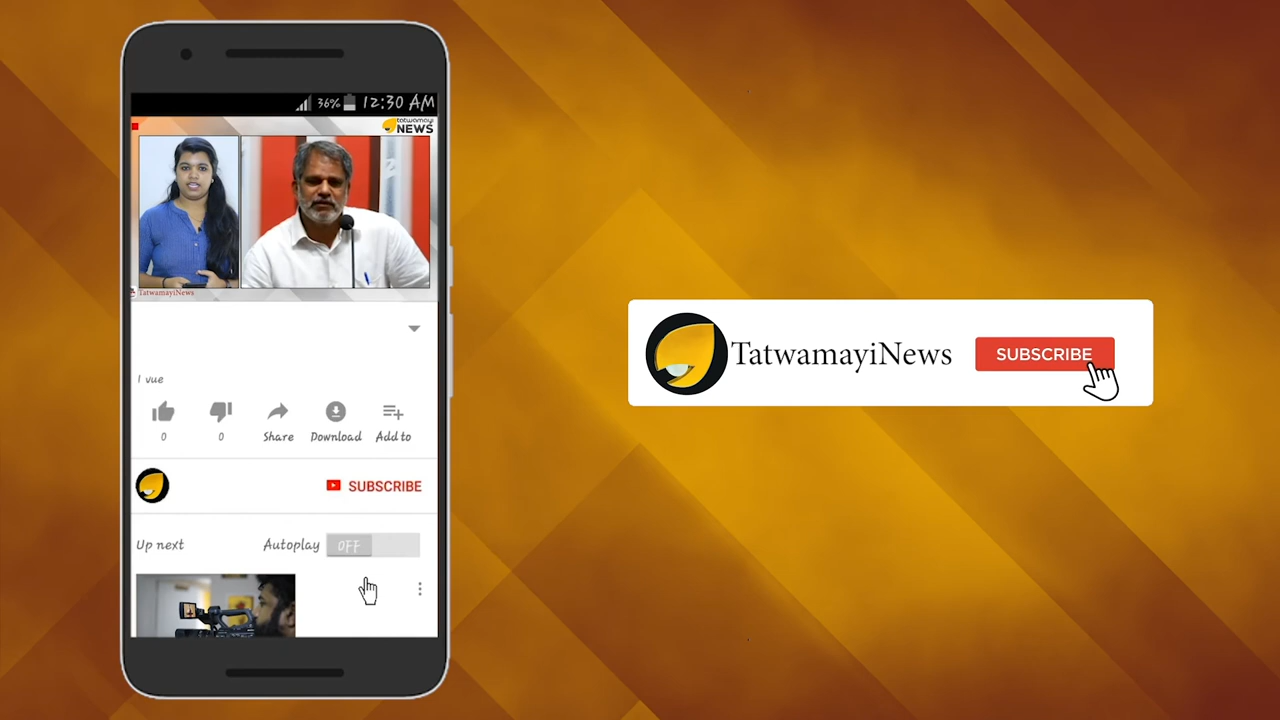 36% 12:30 AM
tatwamayi
NEWS
TatwamayiNews
1 vue
0 0 Share Download Add to
SUBSCRIBE
Up next Autoplay OFF
TatwamayiNews SUBSCRIBE